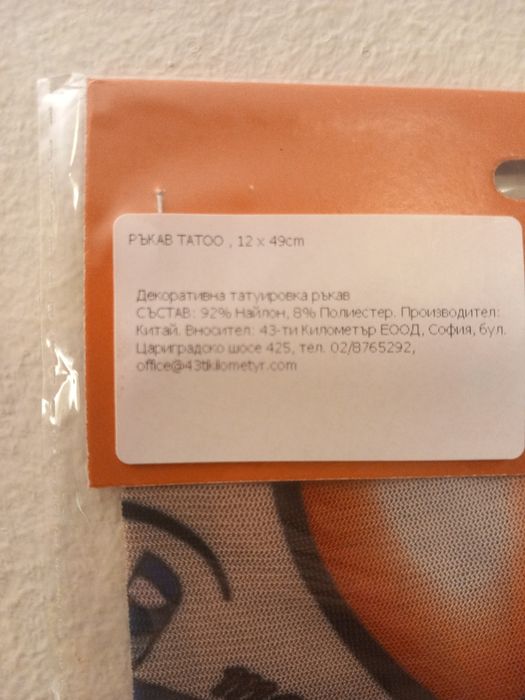 РЪКАВ TATOO , 12 x 49cm
Декоративна татуировка ръкав
СЪСТАВ: 92% Найлон, 8% Полиестер. Производител:
Китай. Вносител: 43-ти Километър ЕООД, София, бул.
Цариградско шосе 425, тел. 02/8765292,
office@43tikilometyr.com